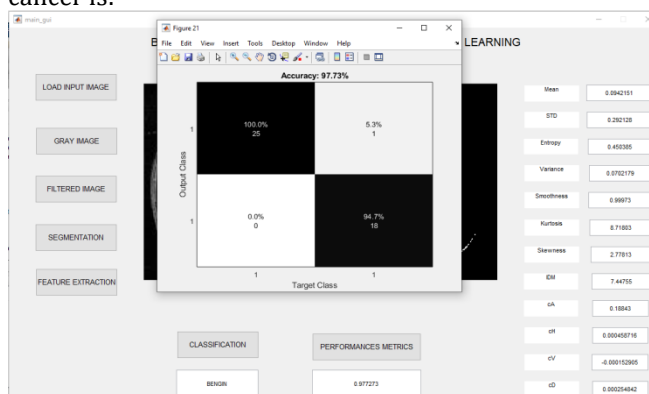 cancer is:
main_gui
Figure 21
B
LEARNING
File Edit View Insert Tools Desktop Window Help
Accuracy: 97.73%
LOAD INPUT IMAGE
GRAY IMAGE
FILTERED IMAGE
SEGMENTATION
FEATURE EXTRACTION
Output Class
1
100.0%
25
5.3%
1
1
0.0%
0
94.7%
18
1
1
Target Class
CLASSIFICATION
BENGIN
PERFORMANCES METRICS
0.977273
Mean 0.0942151
STD 0.292128
Entropy 0.450385
Variance 0.0782179
Smoothness 0.99973
Kurtosis 8.71803
Skewness 2.77813
IDM 7.44755
cA 0.18843
cH 0.000458716
cV -0.000152905
cD 0.000254842